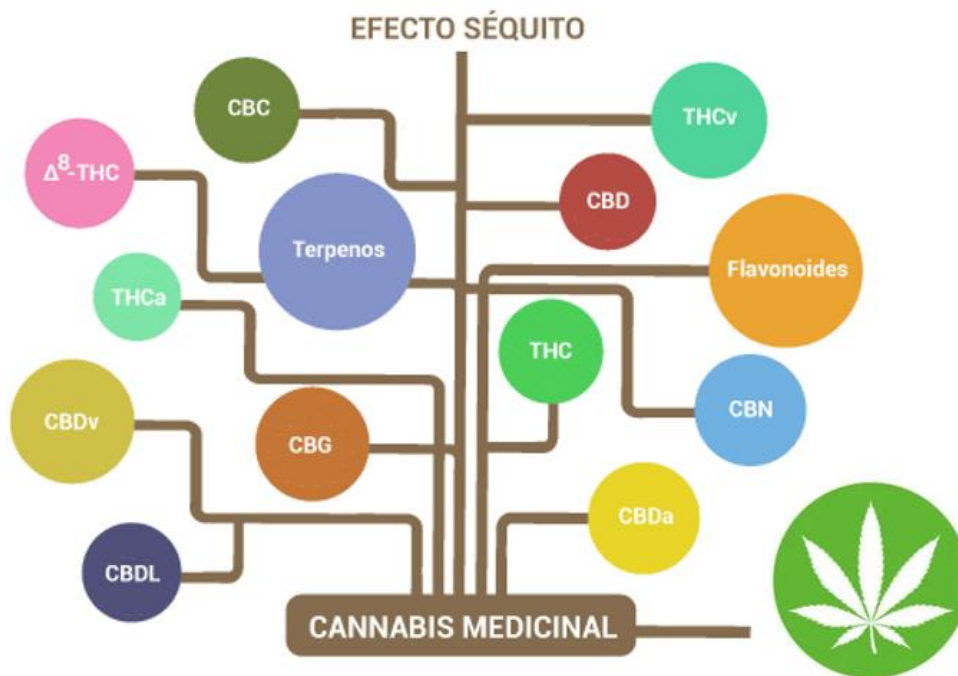 EFECTO SÉQUITO
CBC
THCv
Δ⁸-THC
CBD
Terpenos
Flavonoides
THCa
THC
CBDv
CBG
CBN
CBDa
CBDL
CANNABIS MEDICINAL